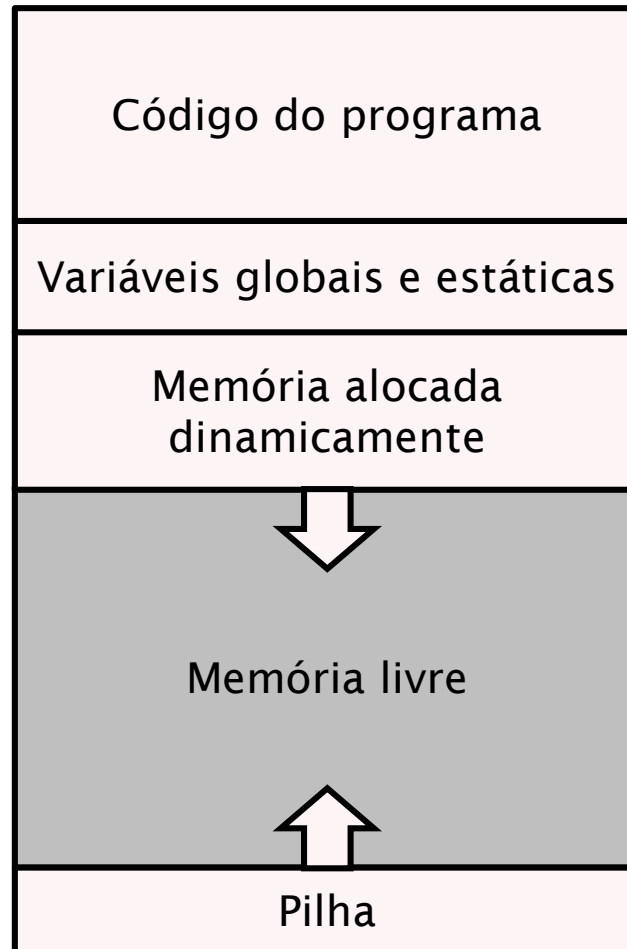 Código do programa
Variáveis globais e estáticas
Memória alocada
dinamicamente
Memória livre
Pilha